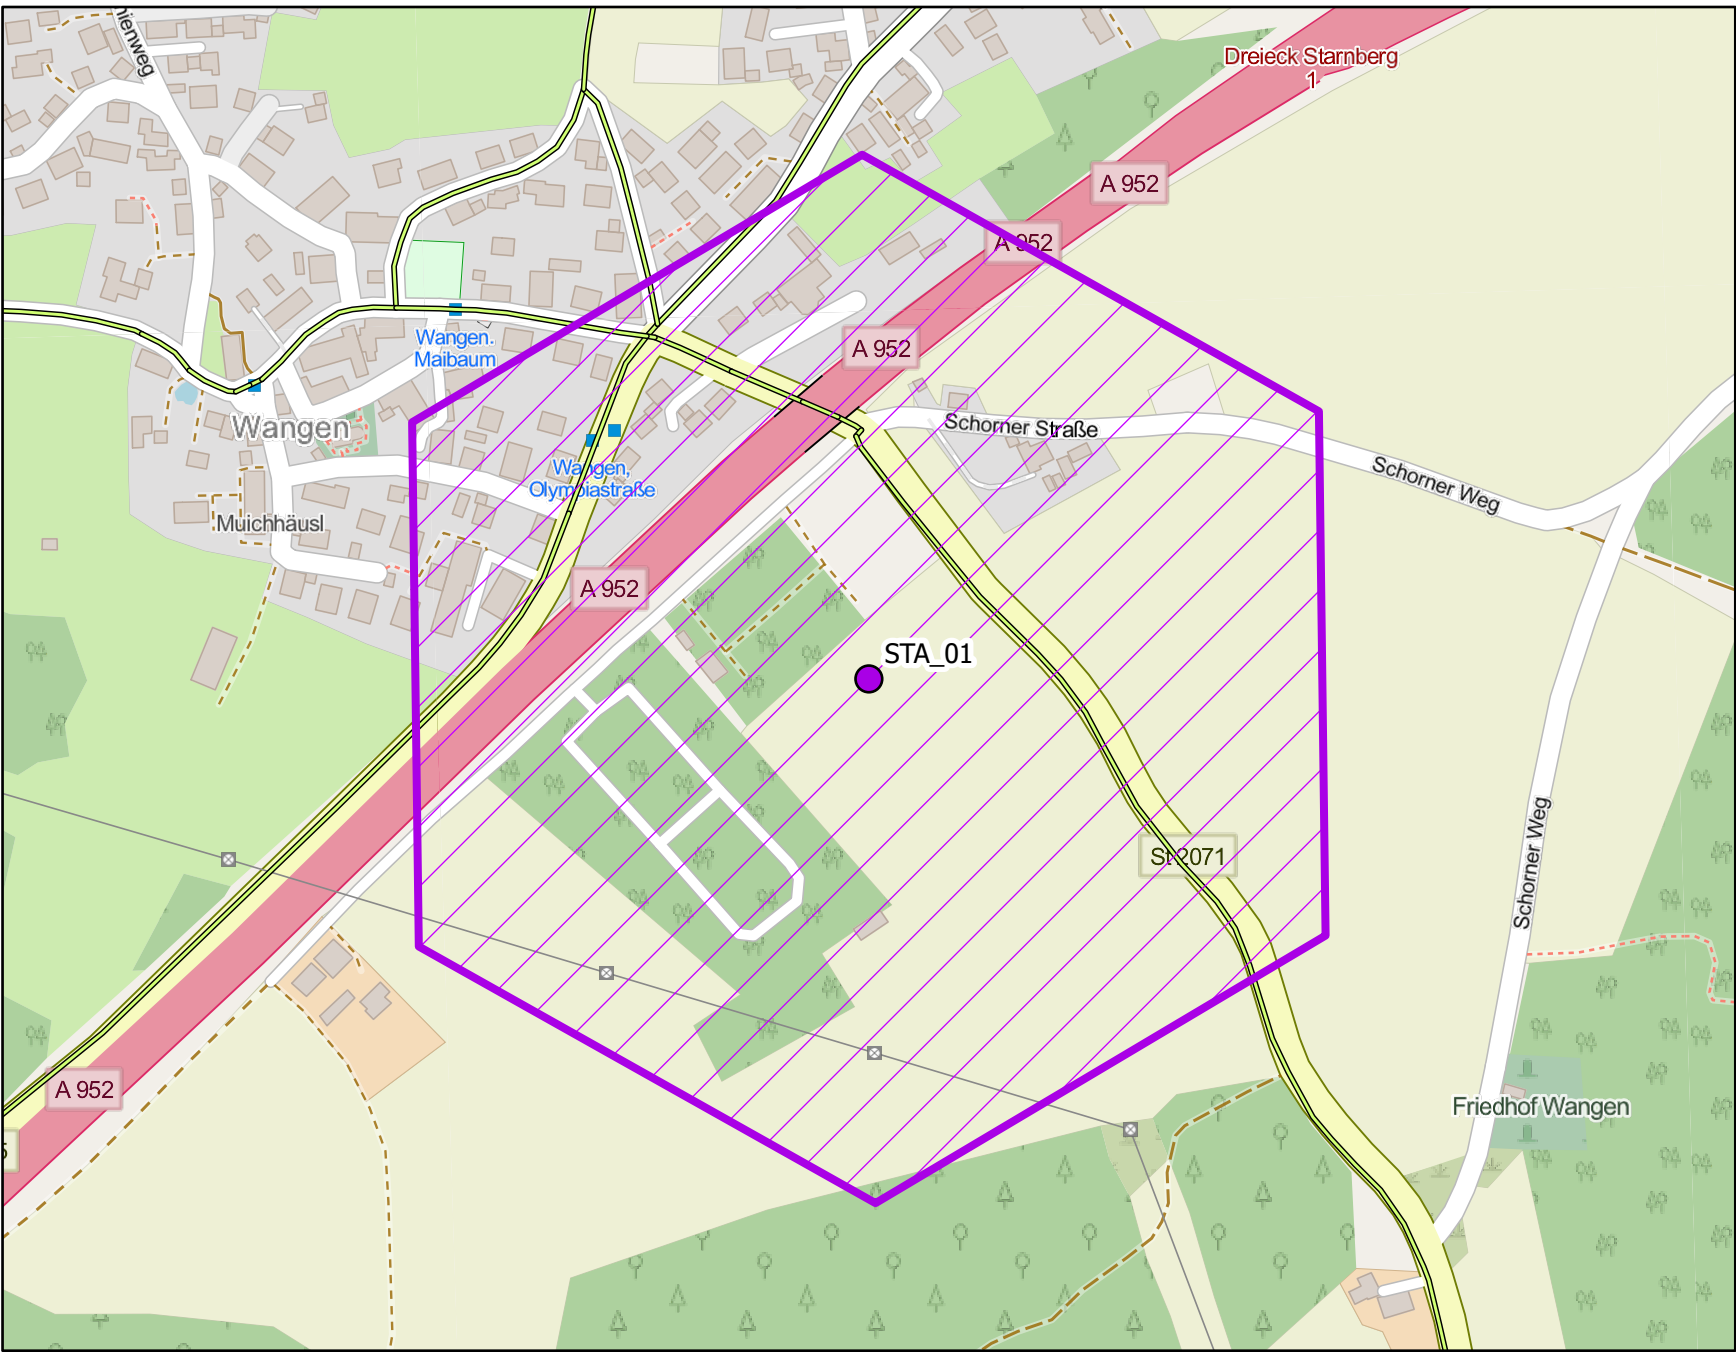 Dreieck Starnberg
1
A 952
A 952
A 952
Wangen.
Maibaum
Wangen
Schorner Straße
Schorner Weg
Wangen,
Olympiastraße
Muichhäusl
A 952
STA_01
St 2071
Schorner Weg
A 952
Friedhof Wangen